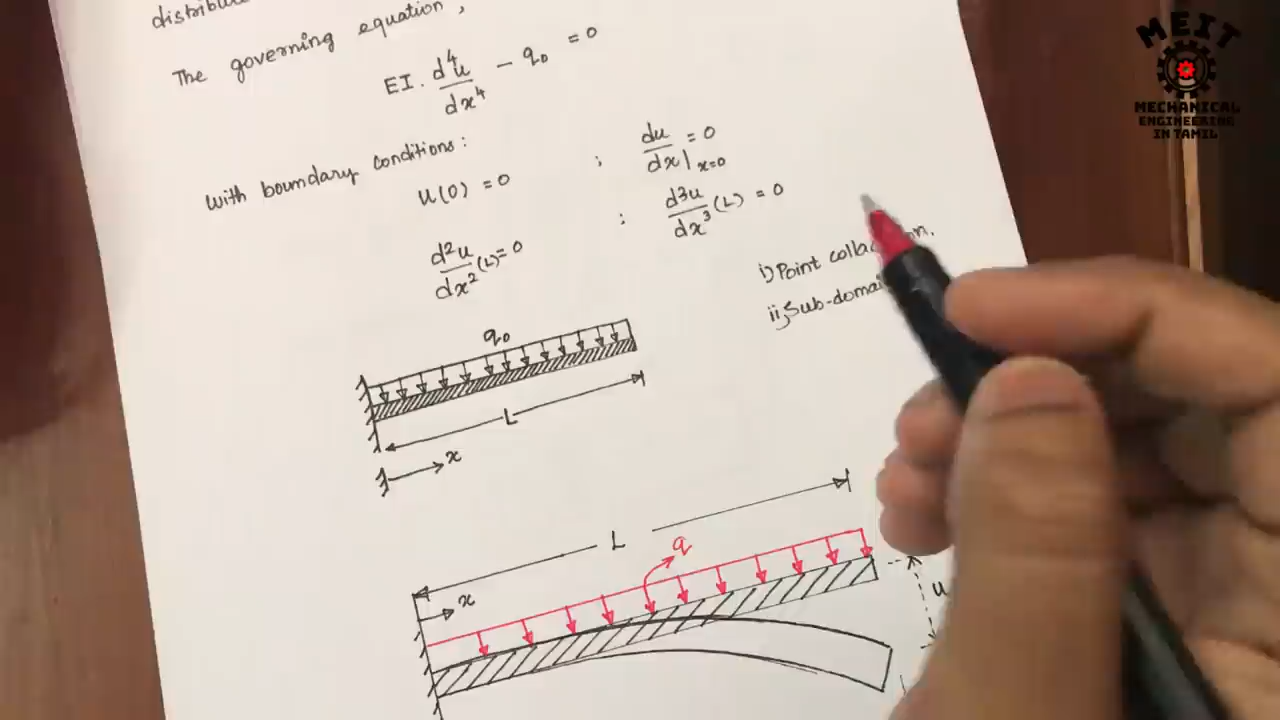 The governing equation,
EI. d⁴u/dx⁴ - q₀ = 0
With boundary conditions:
u(0) = 0 ; du/dx|ₓ₌₀ = 0
d²u/dx² (L) = 0 ; d³u/dx³ (L) = 0
i) Point
ii) Sub-domai
q₀
L
x
L
q
x
u
MEIT
MECHANICAL
ENGINEERING
IN TAMIL